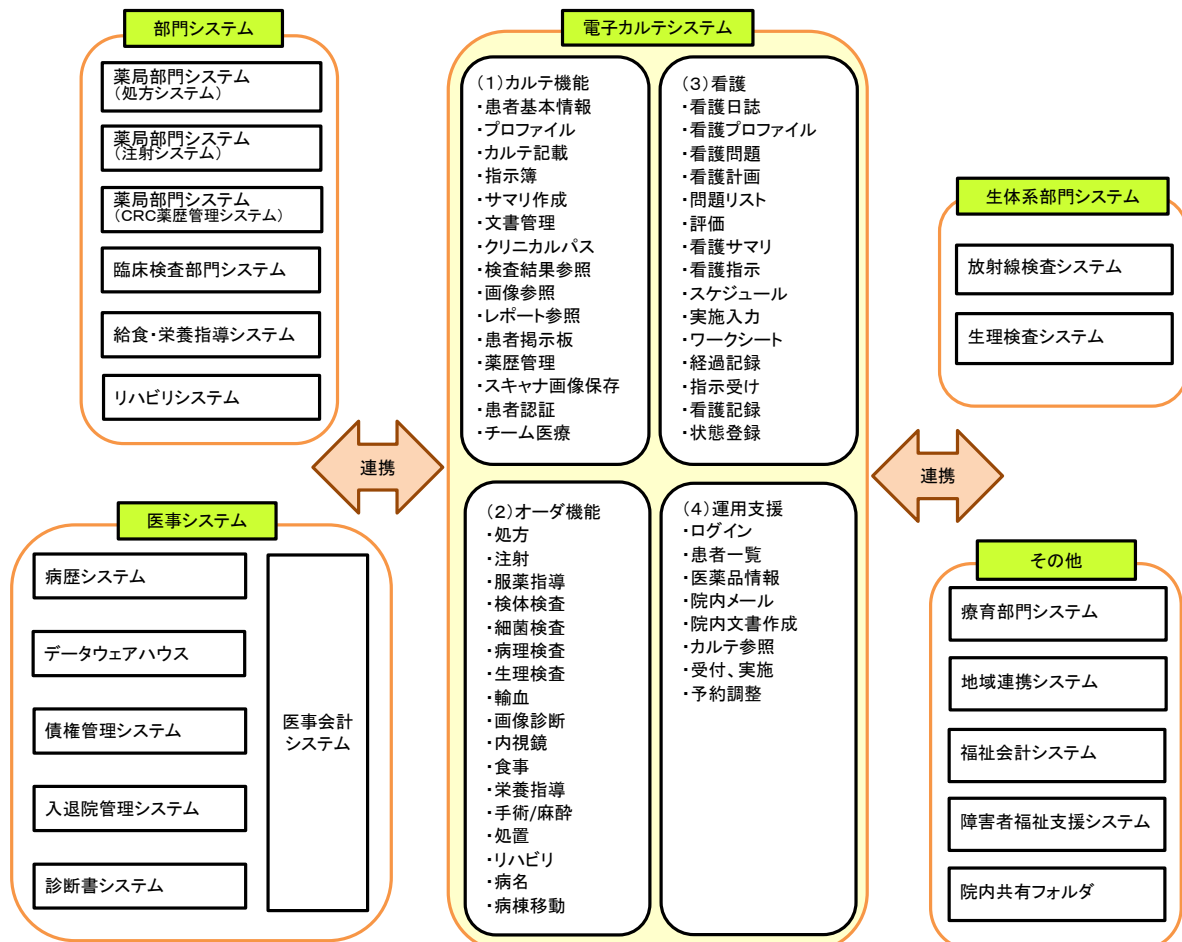 部門システム
薬局部門システム
(処方システム)
薬局部門システム
(注射システム)
薬局部門システム
(CRC薬歴管理システム)
臨床検査部門システム
給食・栄養指導システム
リハビリシステム
連携
医事システム
病歴システム
データウェアハウス
債権管理システム
入退院管理システム
診断書システム
医事会計
システム
電子カルテシステム
(1)カルテ機能
・患者基本情報
・プロファイル
・カルテ記載
・指示簿
・サマリ作成
・文書管理
・クリニカルパス
・検査結果参照
・画像参照
・レポート参照
・患者掲示板
・薬歴管理
・スキャナ画像保存
・患者認証
・チーム医療
(3)看護
・看護日誌
・看護プロファイル
・看護問題
・看護計画
・問題リスト
・評価
・看護サマリ
・看護指示
・スケジュール
・実施入力
・ワークシート
・経過記録
・指示受け
・看護記録
・状態登録
(2)オーダ機能
・処方
・注射
・服薬指導
・検体検査
・細菌検査
・病理検査
・生理検査
・輸血
・画像診断
・内視鏡
・食事
・栄養指導
・手術/麻酔
・処置
・リハビリ
・病名
・病棟移動
(4)運用支援
・ログイン
・患者一覧
・医薬品情報
・院内メール
・院内文書作成
・カルテ参照
・受付、実施
・予約調整
生体系部門システム
放射線検査システム
生理検査システム
連携
その他
療育部門システム
地域連携システム
福祉会計システム
障害者福祉支援システム
院内共有フォルダ